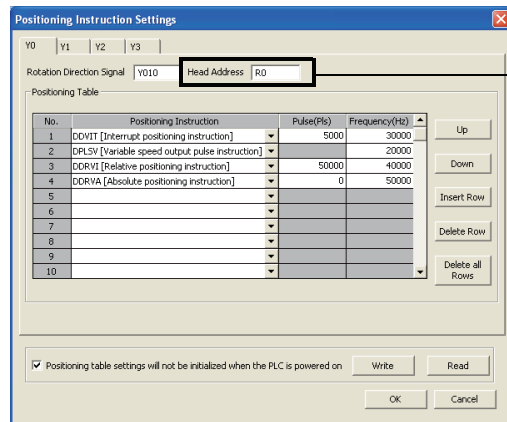 Positioning Instruction Settings
Y0 Y1 Y2 Y3
Rotation Direction Signal Y010 Head Address R0
Positioning Table
No. Positioning Instruction Pulse(Pls) Frequency(Hz)
1 DDVIT [Interrupt positioning instruction] 5000 30000
2 DPLSV [Variable speed output pulse instruction] 20000
3 DDRVI [Relative positioning instruction] 50000 40000
4 DDRVA [Absolute positioning instruction] 0 50000
5
6
7
8
9
10
Up
Down
Insert Row
Delete Row
Delete all
Rows
Positioning table settings will not be initialized when the PLC is powered on Write Read
OK Cancel